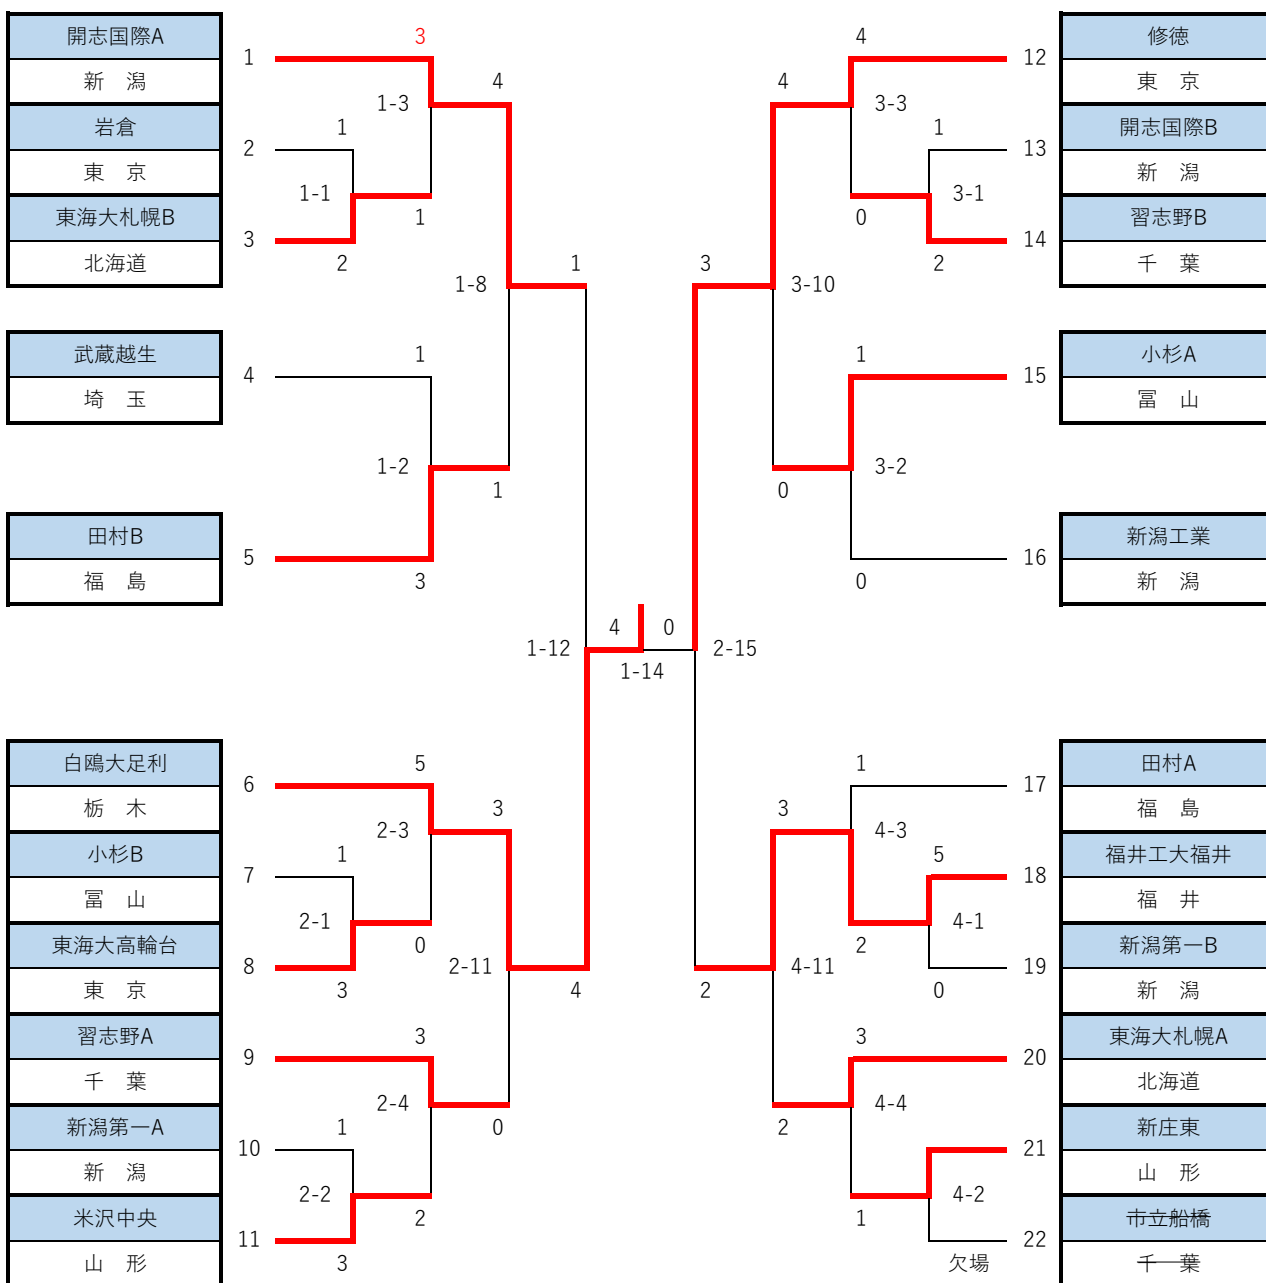 開志国際A
新 潟
1
岩倉
東 京
2
東海大札幌B
北海道
3
武蔵越生
埼 玉
4
田村B
福 島
5
白鴎大足利
栃 木
6
小杉B
冨 山
7
東海大高輪台
東 京
8
習志野A
千 葉
9
新潟第一A
新 潟
10
米沢中央
山 形
11
3
1-3
4
1
1-1
1
2
1-8
1
1
1-2
1
3
1-12
4
0
1-14
2-15
5
2-3
3
1
2-1
0
3
2-11
4
3
2-4
0
1
2-2
2
3
4
4
3-3
1
3-1
0
2
3
3-10
1
3-2
0
0
1
3
4-3
5
4-1
2
0
2
4-11
3
4-4
2
4-2
1
欠場
12
修徳
東 京
13
開志国際B
新 潟
14
習志野B
千 葉
15
小杉A
冨 山
16
新潟工業
新 潟
17
田村A
福 島
18
福井工大福井
福 井
19
新潟第一B
新 潟
20
東海大札幌A
北海道
21
新庄東
山 形
22
市立船橋
千 葉